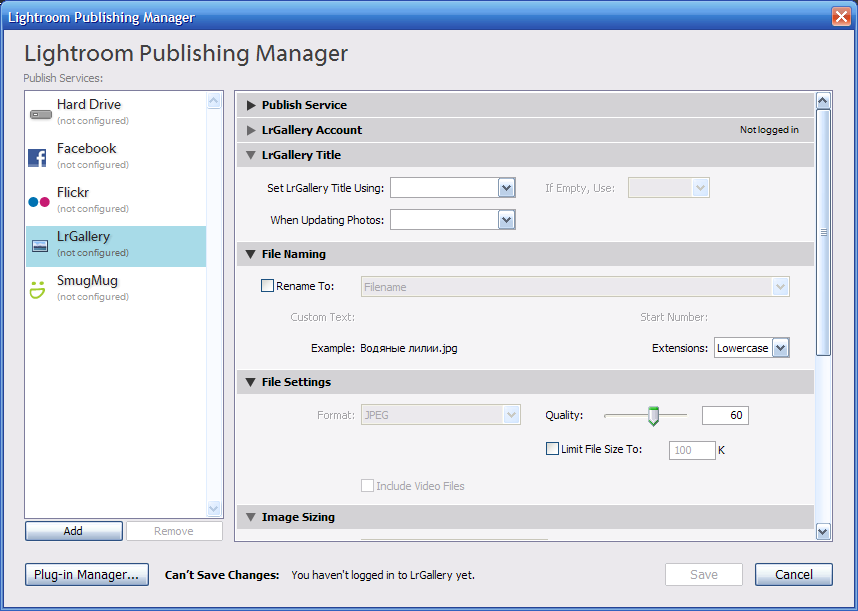 Lightroom Publishing Manager
Lightroom Publishing Manager
Publish Services:
Hard Drive
(not configured)
Facebook
(not configured)
Flickr
(not configured)
LrGallery
(not configured)
SmugMug
(not configured)
Add
Remove
Publish Service
LrGallery Account
Not logged in
LrGallery Title
Set LrGallery Title Using:
If Empty, Use:
When Updating Photos:
File Naming
Rename To:
Filename
Custom Text:
Start Number:
Example: Водяные лилии.jpg
Extensions: Lowercase
File Settings
Format: JPEG
Quality: 60
Limit File Size To: 100 K
Include Video Files
Image Sizing
Plug-in Manager...
Can't Save Changes: You haven't logged in to LrGallery yet.
Save
Cancel